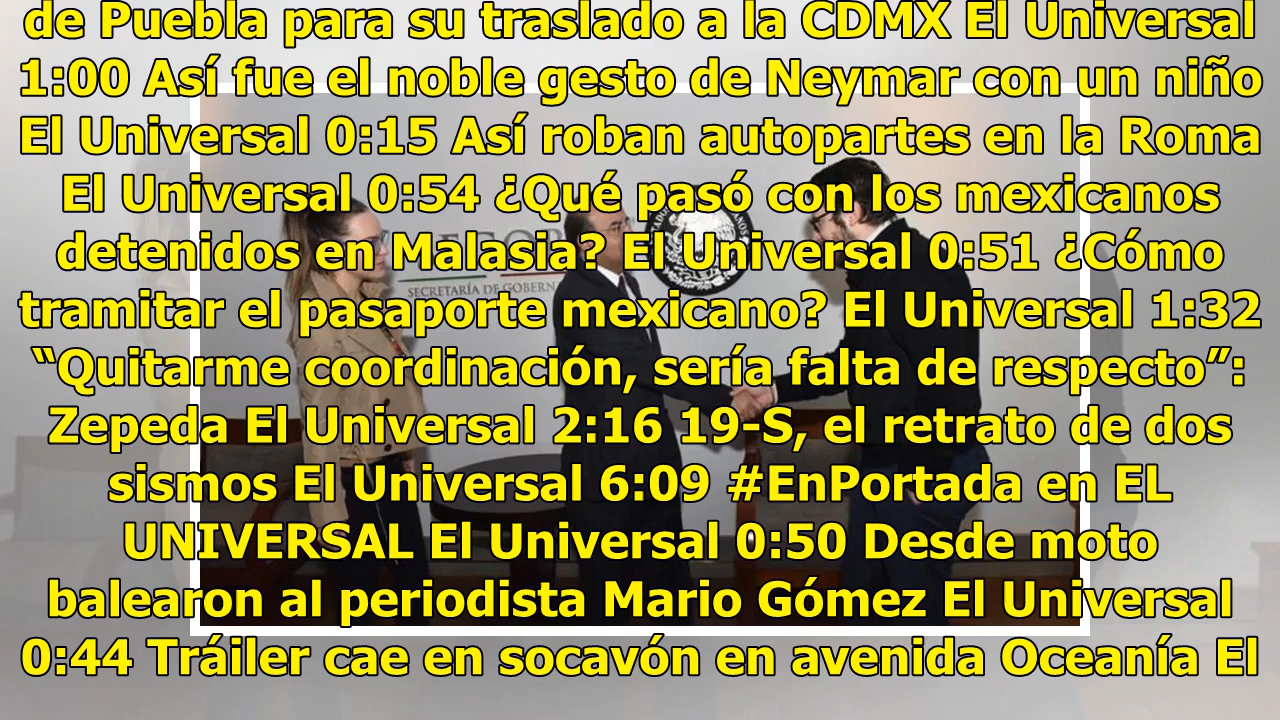 de Puebla para su traslado a la CDMX El Universal
1:00 Así fue el noble gesto de Neymar con un niño
El Universal 0:15 Así roban autopartes en la Roma
El Universal 0:54 ¿Qué pasó con los mexicanos
detenidos en Malasia? El Universal 0:51 ¿Cómo
tramitar el pasaporte mexicano? El Universal 1:32
“Quitarme coordinación, sería falta de respecto”:
Zepeda El Universal 2:16 19-S, el retrato de dos
sismos El Universal 6:09 #EnPortada en EL
UNIVERSAL El Universal 0:50 Desde moto
balearon al periodista Mario Gómez El Universal
0:44 Tráiler cae en socavón en avenida Oceanía El
SECRETARÍA DE GOBERN